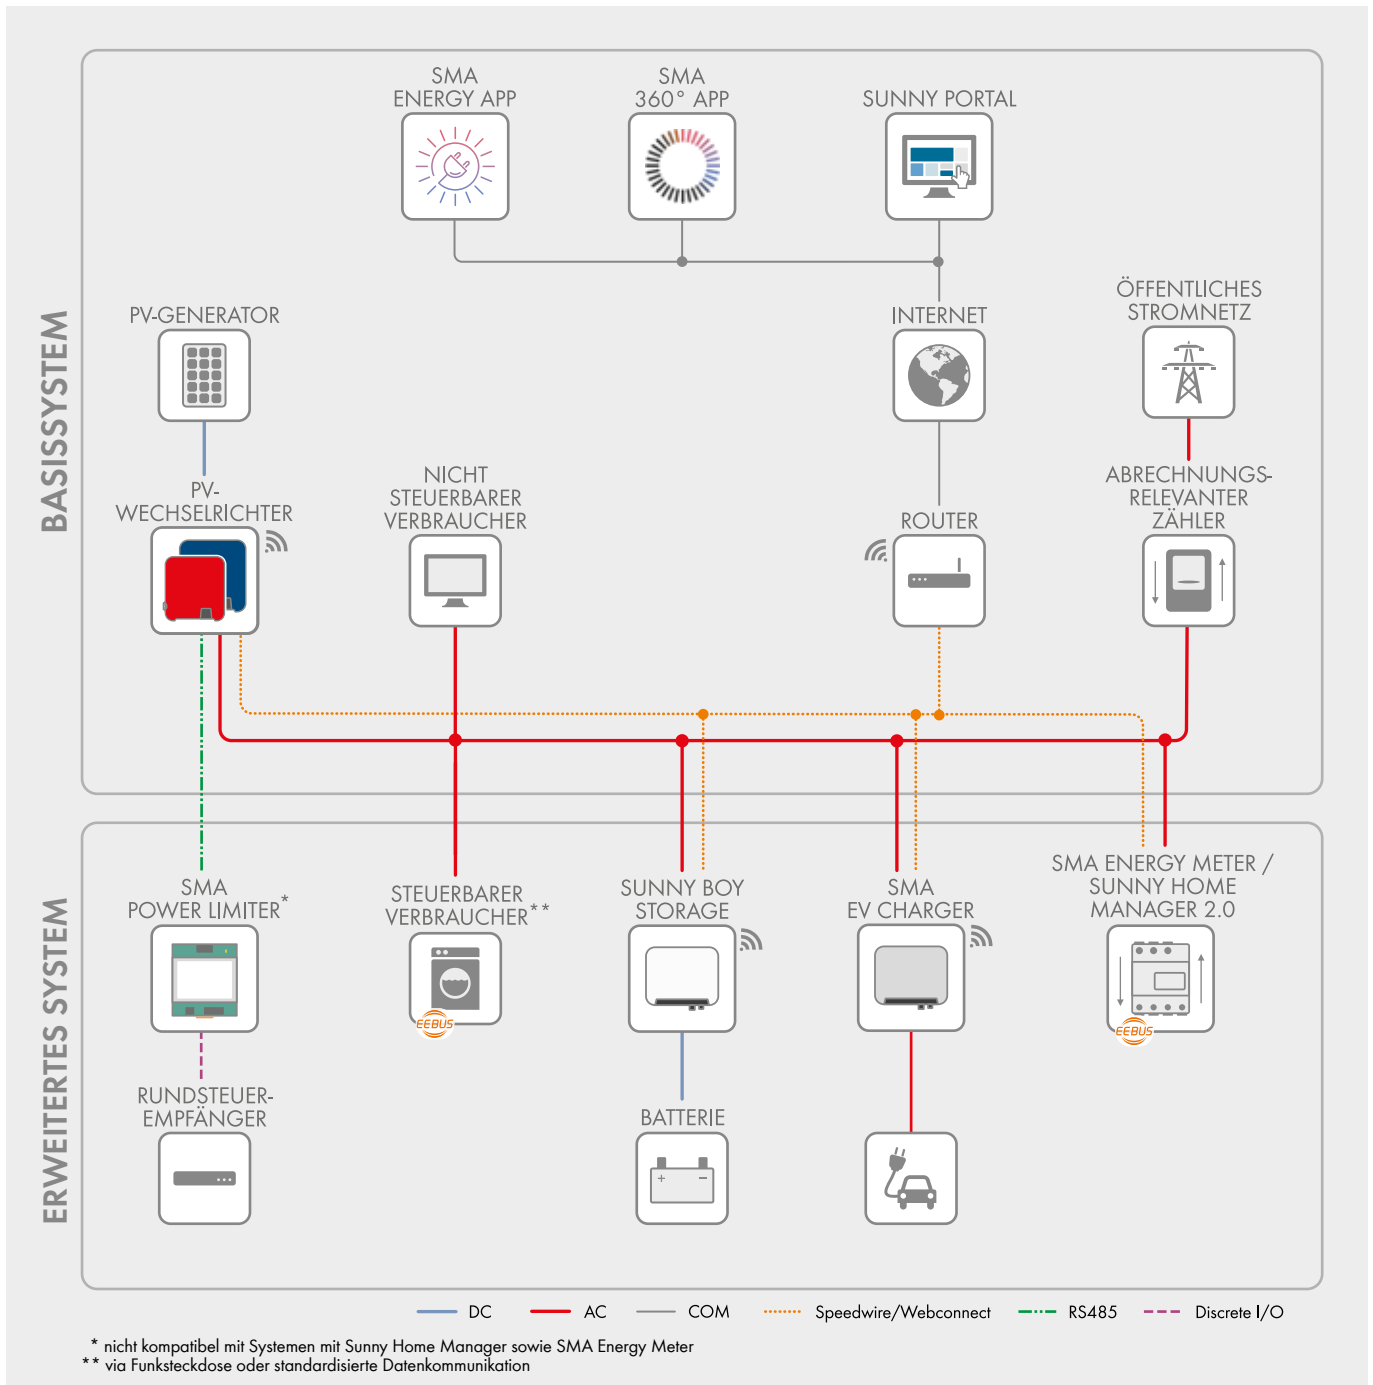 BASISSYSTEM
SMA
ENERGY APP
SMA
360° APP
SUNNY PORTAL
PV-GENERATOR
INTERNET
ÖFFENTLICHES
STROMNETZ
PV-
WECHSELRICHTER
NICHT
STEUERBARER
VERBRAUCHER
ROUTER
ABRECHNUNGS-
RELEVANTER
ZÄHLER
ERWEITERTES SYSTEM
SMA
POWER LIMITER*
STEUERBARER
VERBRAUCHER**
EEBUS
SUNNY BOY
STORAGE
SMA
EV CHARGER
SMA ENERGY METER /
SUNNY HOME
MANAGER 2.0
EEBUS
RUNDSTEUER-
EMPFÄNGER
BATTERIE
+ −
DC
AC
COM
Speedwire/Webconnect
RS485
Discrete I/O
* nicht kompatibel mit Systemen mit Sunny Home Manager sowie SMA Energy Meter
** via Funksteckdose oder standardisierte Datenkommunikation